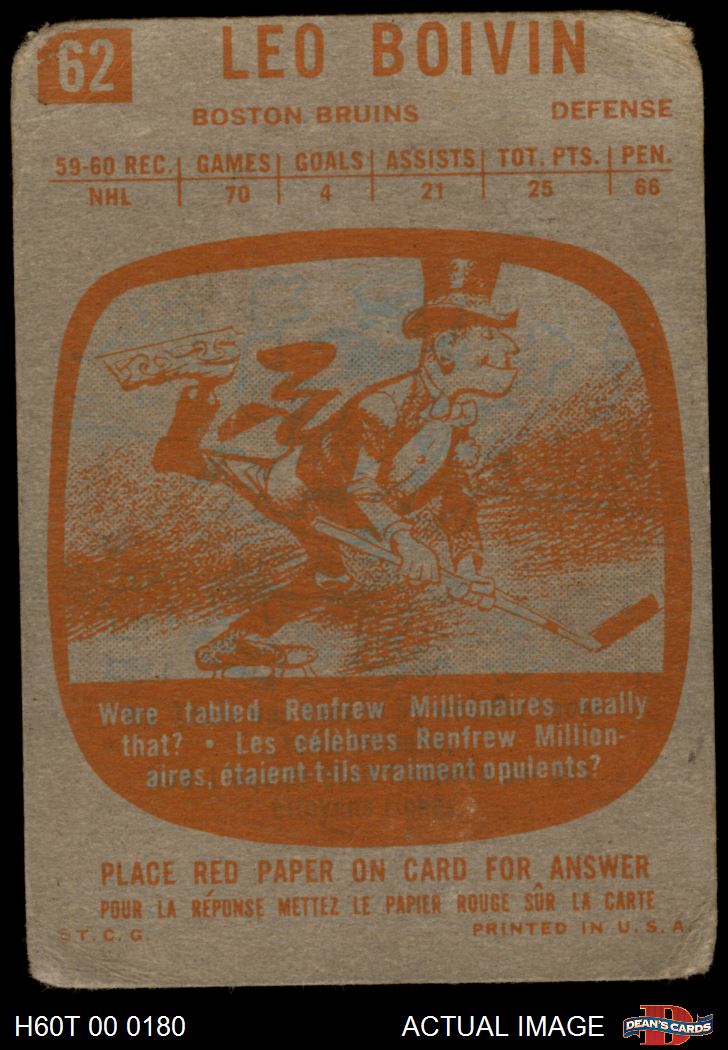 62 LEO BOIVIN
BOSTON BRUINS DEFENSE
59-60 REC. GAMES GOALS ASSISTS TOT. PTS. PEN.
NHL 70 4 21 25 66
Were fabled Renfrew Millionaires really
that? • Les célèbres Renfrew Million-
aires, étaient-t-ils vraiment opulents?
PLACE RED PAPER ON CARD FOR ANSWER
POUR LA RÉPONSE METTEZ LE PAPIER ROUGE SÛR LA CARTE
T. C. G. PRINTED IN U. S. A.
H60T 00 0180 ACTUAL IMAGE DEAN'S CARDS